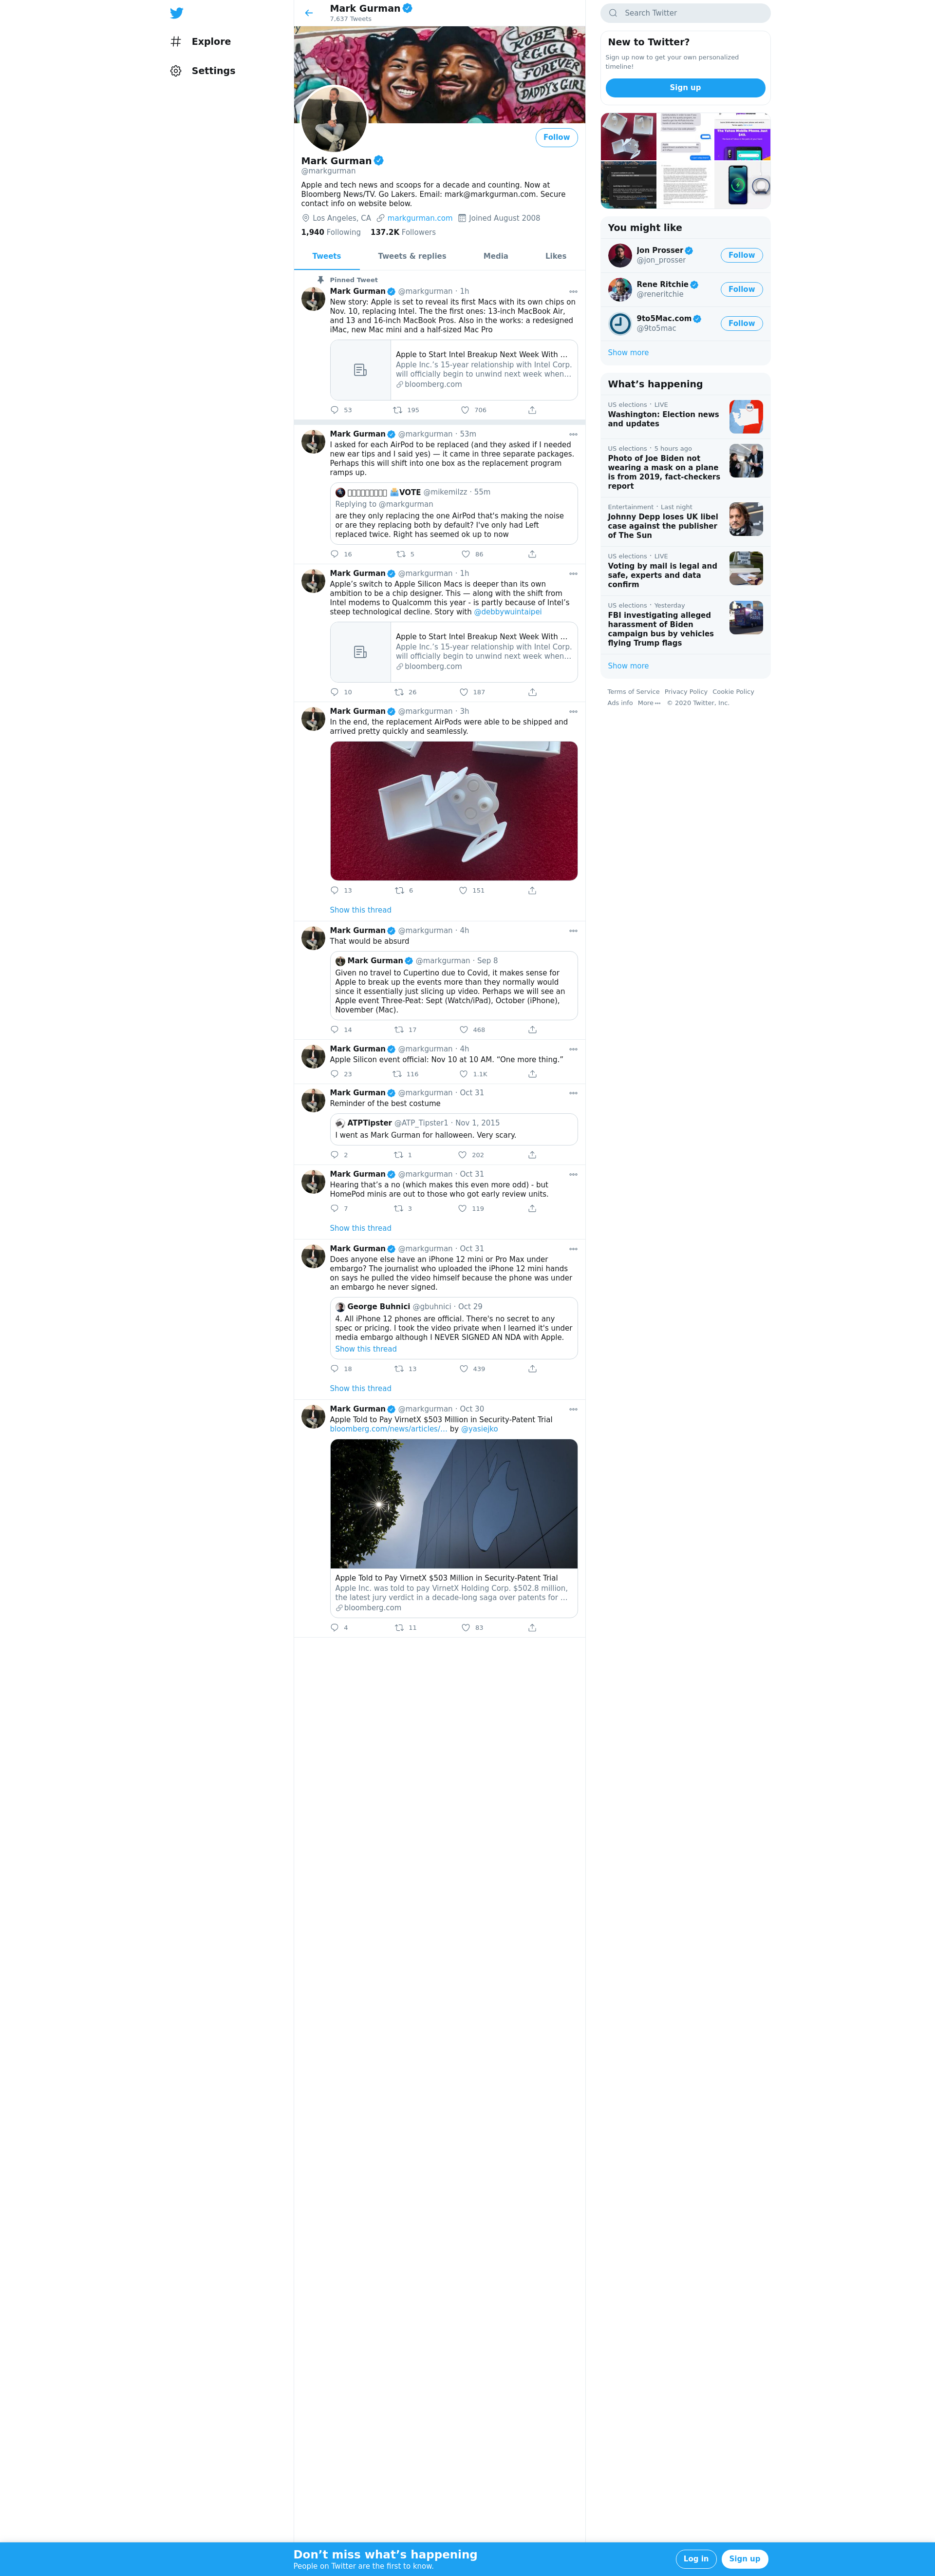 Explore
Settings
Mark Gurman
7,637 Tweets
KOBE
& GIGI
FOREVER
DADDY'S GIRL
Follow
Mark Gurman
@markgurman
Apple and tech news and scoops for a decade and counting. Now at
Bloomberg News/TV. Go Lakers. Email: mark@markgurman.com. Secure
contact info on website below.
Los Angeles, CA markgurman.com Joined August 2008
1,940 Following 137.2K Followers
Tweets Tweets & replies Media Likes
Pinned Tweet
Mark Gurman @markgurman · 1h
New story: Apple is set to reveal its first Macs with its own chips on
Nov. 10, replacing Intel. The the first ones: 13-inch MacBook Air,
and 13 and 16-inch MacBook Pros. Also in the works: a redesigned
iMac, new Mac mini and a half-sized Mac Pro
Apple to Start Intel Breakup Next Week With ...
Apple Inc.'s 15-year relationship with Intel Corp.
will officially begin to unwind next week when...
bloomberg.com
53 195 706
Mark Gurman @markgurman · 53m
I asked for each AirPod to be replaced (and they asked if I needed
new ear tips and I said yes) — it came in three separate packages.
Perhaps this will shift into one box as the replacement program
ramps up.
VOTE @mikemilzz · 55m
Replying to @markgurman
are they only replacing the one AirPod that's making the noise
or are they replacing both by default? I've only had Left
replaced twice. Right has seemed ok up to now
16 5 86
Mark Gurman @markgurman · 1h
Apple's switch to Apple Silicon Macs is deeper than its own
ambition to be a chip designer. This — along with the shift from
Intel modems to Qualcomm this year - is partly because of Intel's
steep technological decline. Story with @debbywuintaipei
Apple to Start Intel Breakup Next Week With ...
Apple Inc.'s 15-year relationship with Intel Corp.
will officially begin to unwind next week when...
bloomberg.com
10 26 187
Mark Gurman @markgurman · 3h
In the end, the replacement AirPods were able to be shipped and
arrived pretty quickly and seamlessly.
13 6 151
Show this thread
Mark Gurman @markgurman · 4h
That would be absurd
Mark Gurman @markgurman · Sep 8
Given no travel to Cupertino due to Covid, it makes sense for
Apple to break up the events more than they normally would
since it essentially just slicing up video. Perhaps we will see an
Apple event Three-Peat: Sept (Watch/iPad), October (iPhone),
November (Mac).
14 17 468
Mark Gurman @markgurman · 4h
Apple Silicon event official: Nov 10 at 10 AM. “One more thing.”
23 116 1.1K
Mark Gurman @markgurman · Oct 31
Reminder of the best costume
ATPTipster @ATP_Tipster1 · Nov 1, 2015
I went as Mark Gurman for halloween. Very scary.
2 1 202
Mark Gurman @markgurman · Oct 31
Hearing that's a no (which makes this even more odd) - but
HomePod minis are out to those who got early review units.
7 3 119
Show this thread
Mark Gurman @markgurman · Oct 31
Does anyone else have an iPhone 12 mini or Pro Max under
embargo? The journalist who uploaded the iPhone 12 mini hands
on says he pulled the video himself because the phone was under
an embargo he never signed.
George Buhnici @gbuhnici · Oct 29
4. All iPhone 12 phones are official. There's no secret to any
spec or pricing. I took the video private when I learned it's under
media embargo although I NEVER SIGNED AN NDA with Apple.
Show this thread
18 13 439
Show this thread
Mark Gurman @markgurman · Oct 30
Apple Told to Pay VirnetX $503 Million in Security-Patent Trial
bloomberg.com/news/articles/... by @yasiejko
Apple Told to Pay VirnetX $503 Million in Security-Patent Trial
Apple Inc. was told to pay VirnetX Holding Corp. $502.8 million,
the latest jury verdict in a decade-long saga over patents for ...
bloomberg.com
4 11 83
Search Twitter
New to Twitter?
Sign up now to get your own personalized
timeline!
Sign up
You might like
Jon Prosser
@jon_prosser
Follow
Rene Ritchie
@reneritchie
Follow
9to5Mac.com
@9to5mac
Follow
Show more
What's happening
US elections · LIVE
Washington: Election news
and updates
US elections · 5 hours ago
Photo of Joe Biden not
wearing a mask on a plane
is from 2019, fact-checkers
report
Entertainment · Last night
Johnny Depp loses UK libel
case against the publisher
of The Sun
US elections · LIVE
Voting by mail is legal and
safe, experts and data
confirm
US elections · Yesterday
FBI investigating alleged
harassment of Biden
campaign bus by vehicles
flying Trump flags
Show more
Terms of Service Privacy Policy Cookie Policy
Ads info More © 2020 Twitter, Inc.
Don't miss what's happening
People on Twitter are the first to know.
Log in
Sign up